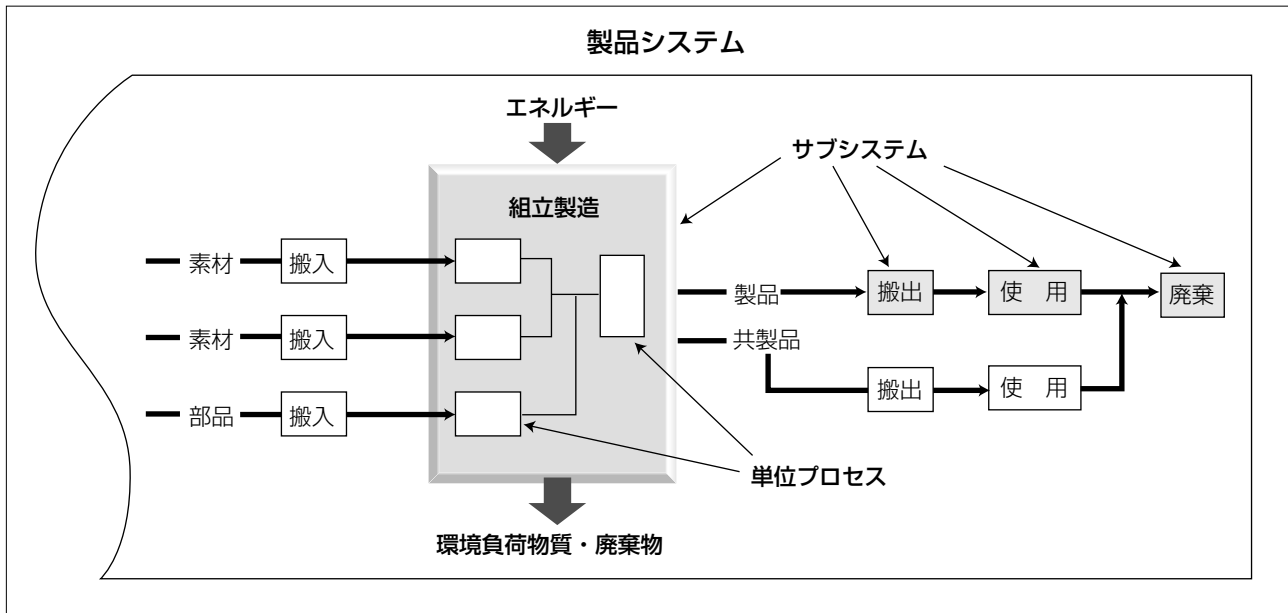 製品システム
エネルギー
サブシステム
組立製造
素材
搬入
製品
搬出
使　用
廃棄
素材
搬入
共製品
搬出
使　用
部品
搬入
単位プロセス
環境負荷物質・廃棄物